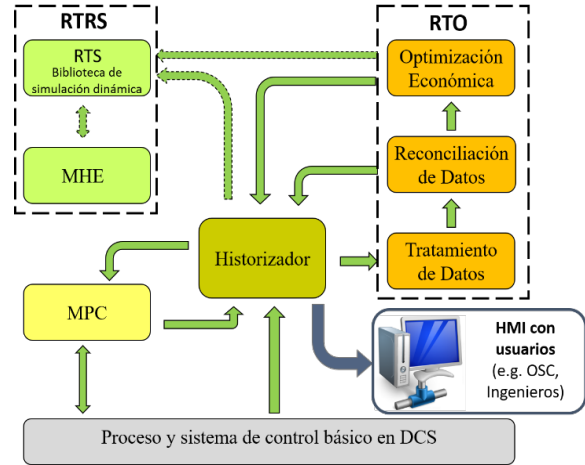 RTRS
RTS
Biblioteca de
simulación dinámica
MHE
RTO
Optimización
Económica
Reconciliación
de Datos
Tratamiento
de Datos
Historizador
MPC
HMI con
usuarios
(e.g. OSC,
Ingenieros)
Proceso y sistema de control básico en DCS